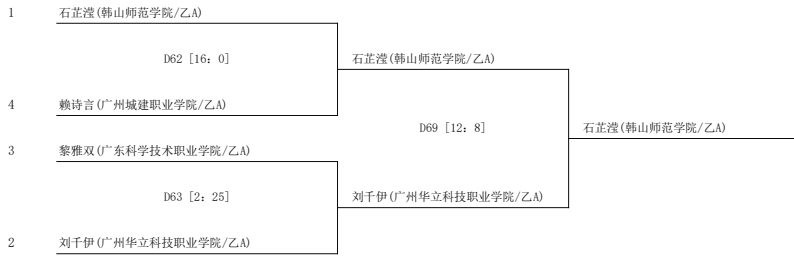 1 石芷滢(韩山师范学院/乙A)
D62 [16：0]
石芷滢(韩山师范学院/乙A)
4 赖诗言(广州城建职业学院/乙A)
D69 [12：8]
石芷滢(韩山师范学院/乙A)
3 黎雅双(广东科学技术职业学院/乙A)
D63 [2：25]
刘千伊(广州华立科技职业学院/乙A)
2 刘千伊(广州华立科技职业学院/乙A)